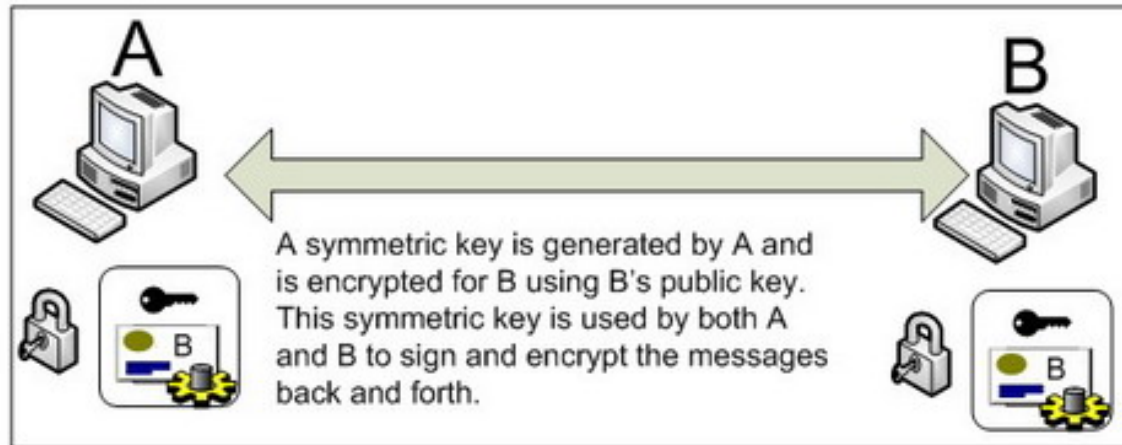 A
B
A symmetric key is generated by A and
is encrypted for B using B's public key.
This symmetric key is used by both A
and B to sign and encrypt the messages
back and forth.
B
B